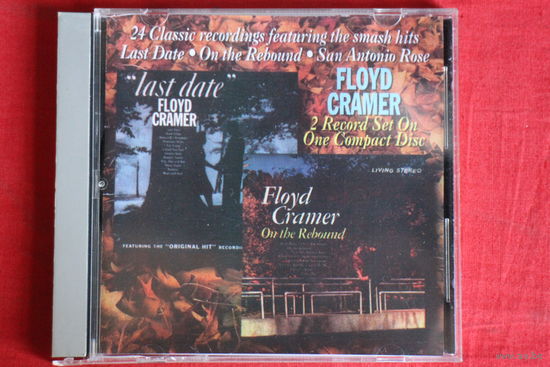 24 Classic recordings featuring the smash hits
Last Date • On the Rebound • San Antonio Rose
FLOYD
CRAMER
2 Record Set On
One Compact Disc
"last date"
FLOYD
CRAMER
FEATURING THE "ORIGINAL HIT" RECORDI
LIVING STEREO
Floyd
Cramer
On the Rebound